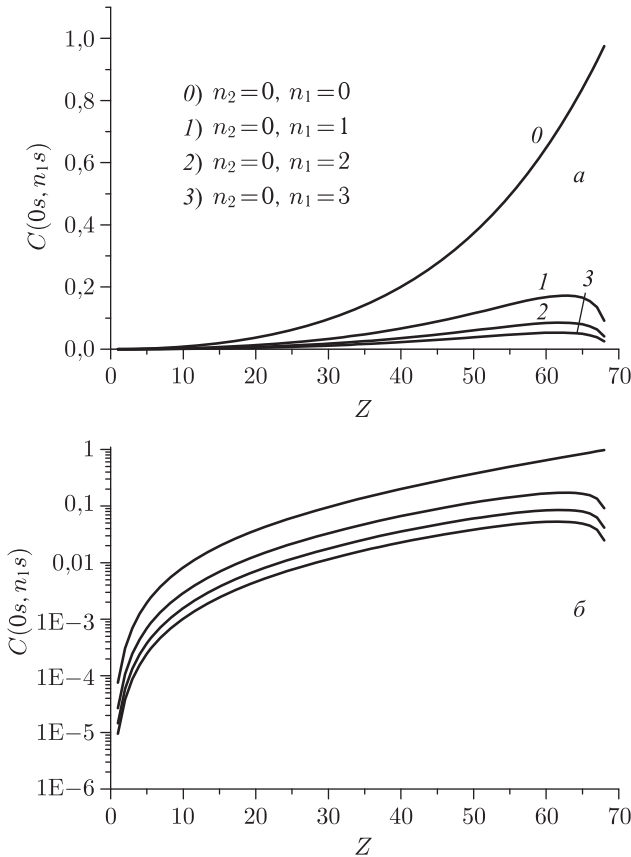 1,0
0,8
0,6
0,4
0,2
0,0
C(0s, n₁s)
0) n₂=0, n₁=0
1) n₂=0, n₁=1
2) n₂=0, n₁=2
3) n₂=0, n₁=3
0
а
1
3
2
0 10 20 30 40 50 60 70
Z
1
0,1
0,01
1E−3
1E−4
1E−5
1E−6
C(0s, n₁s)
б
0 10 20 30 40 50 60 70
Z